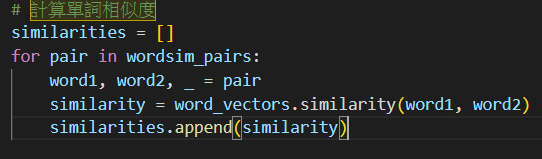 # 計算單詞相似度
similarities = []
for pair in wordsim_pairs:
    word1, word2, _ = pair
    similarity = word_vectors.similarity(word1, word2)
    similarities.append(similarity)